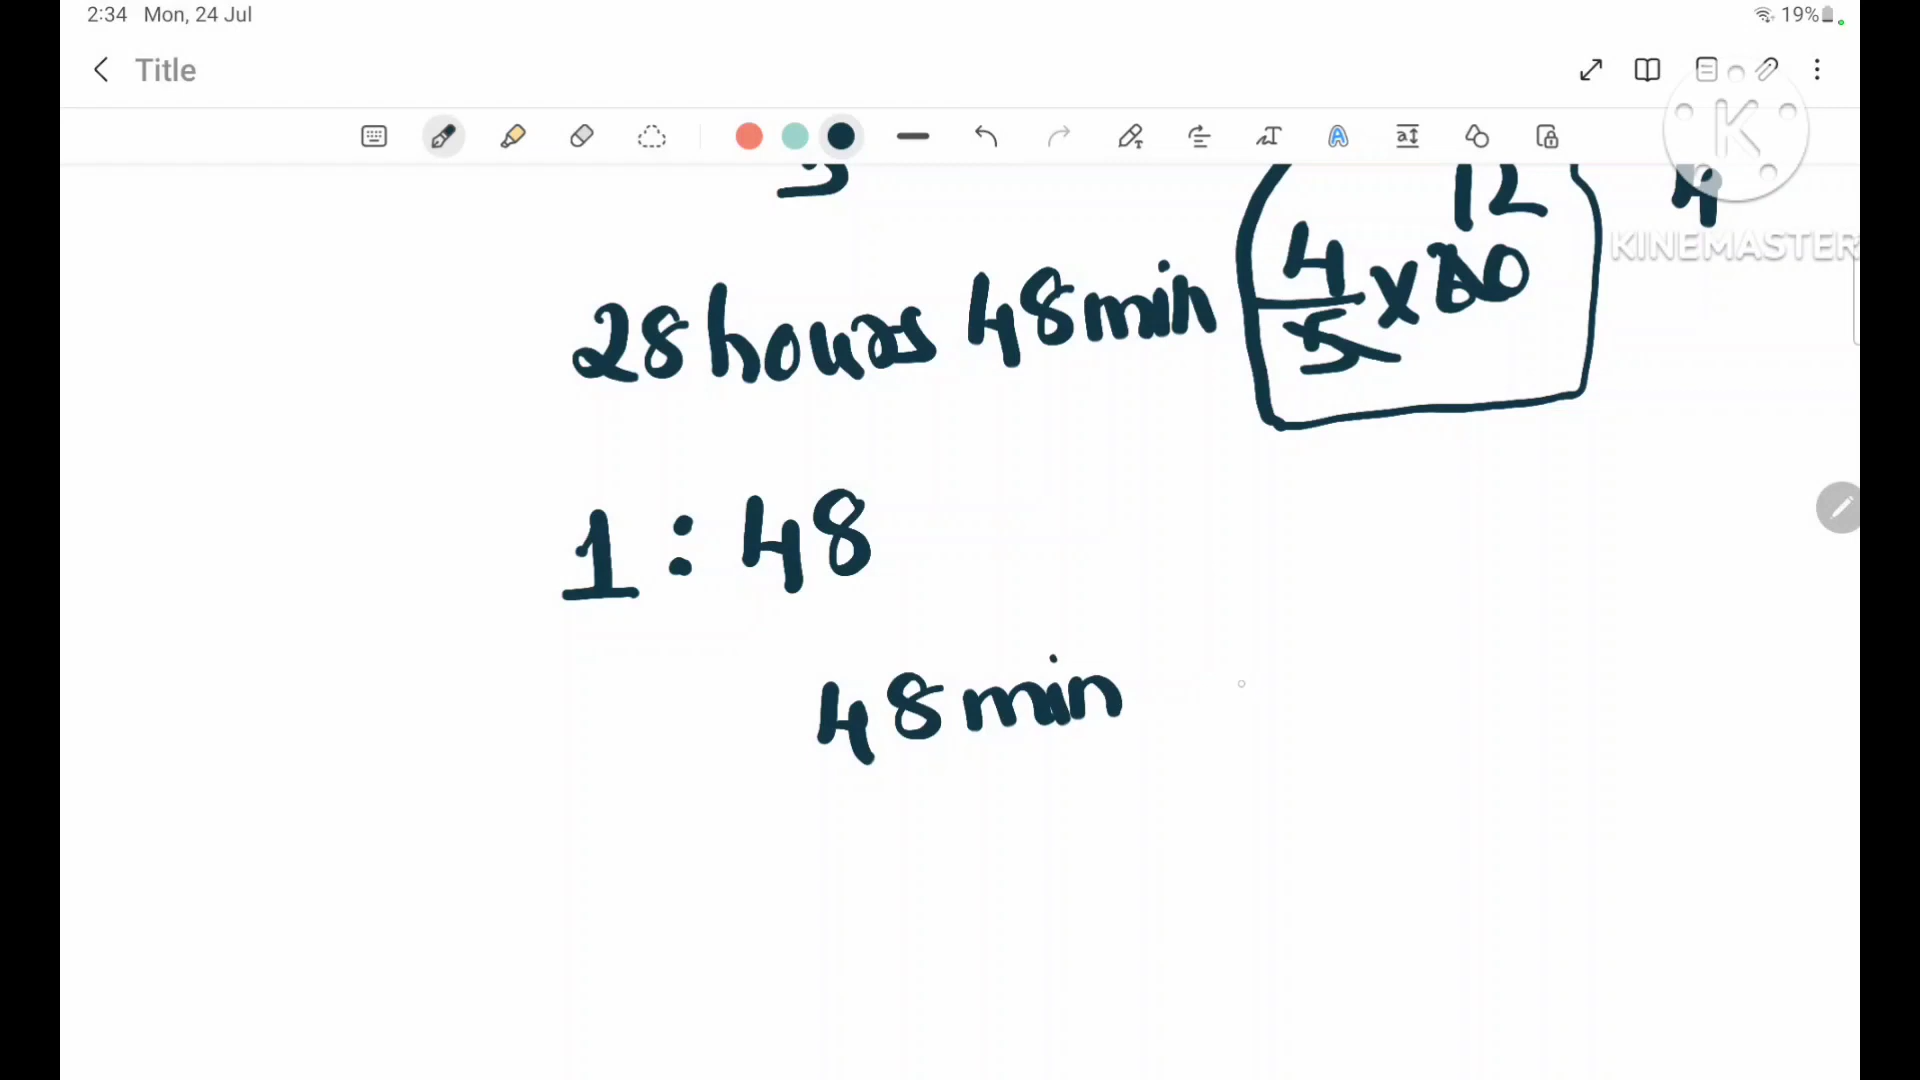 2:34 Mon, 24 Jul 19%
Title
K
KINEMASTER
12
28 hours 48 min 4/5 x 60
1 : 48
48 min